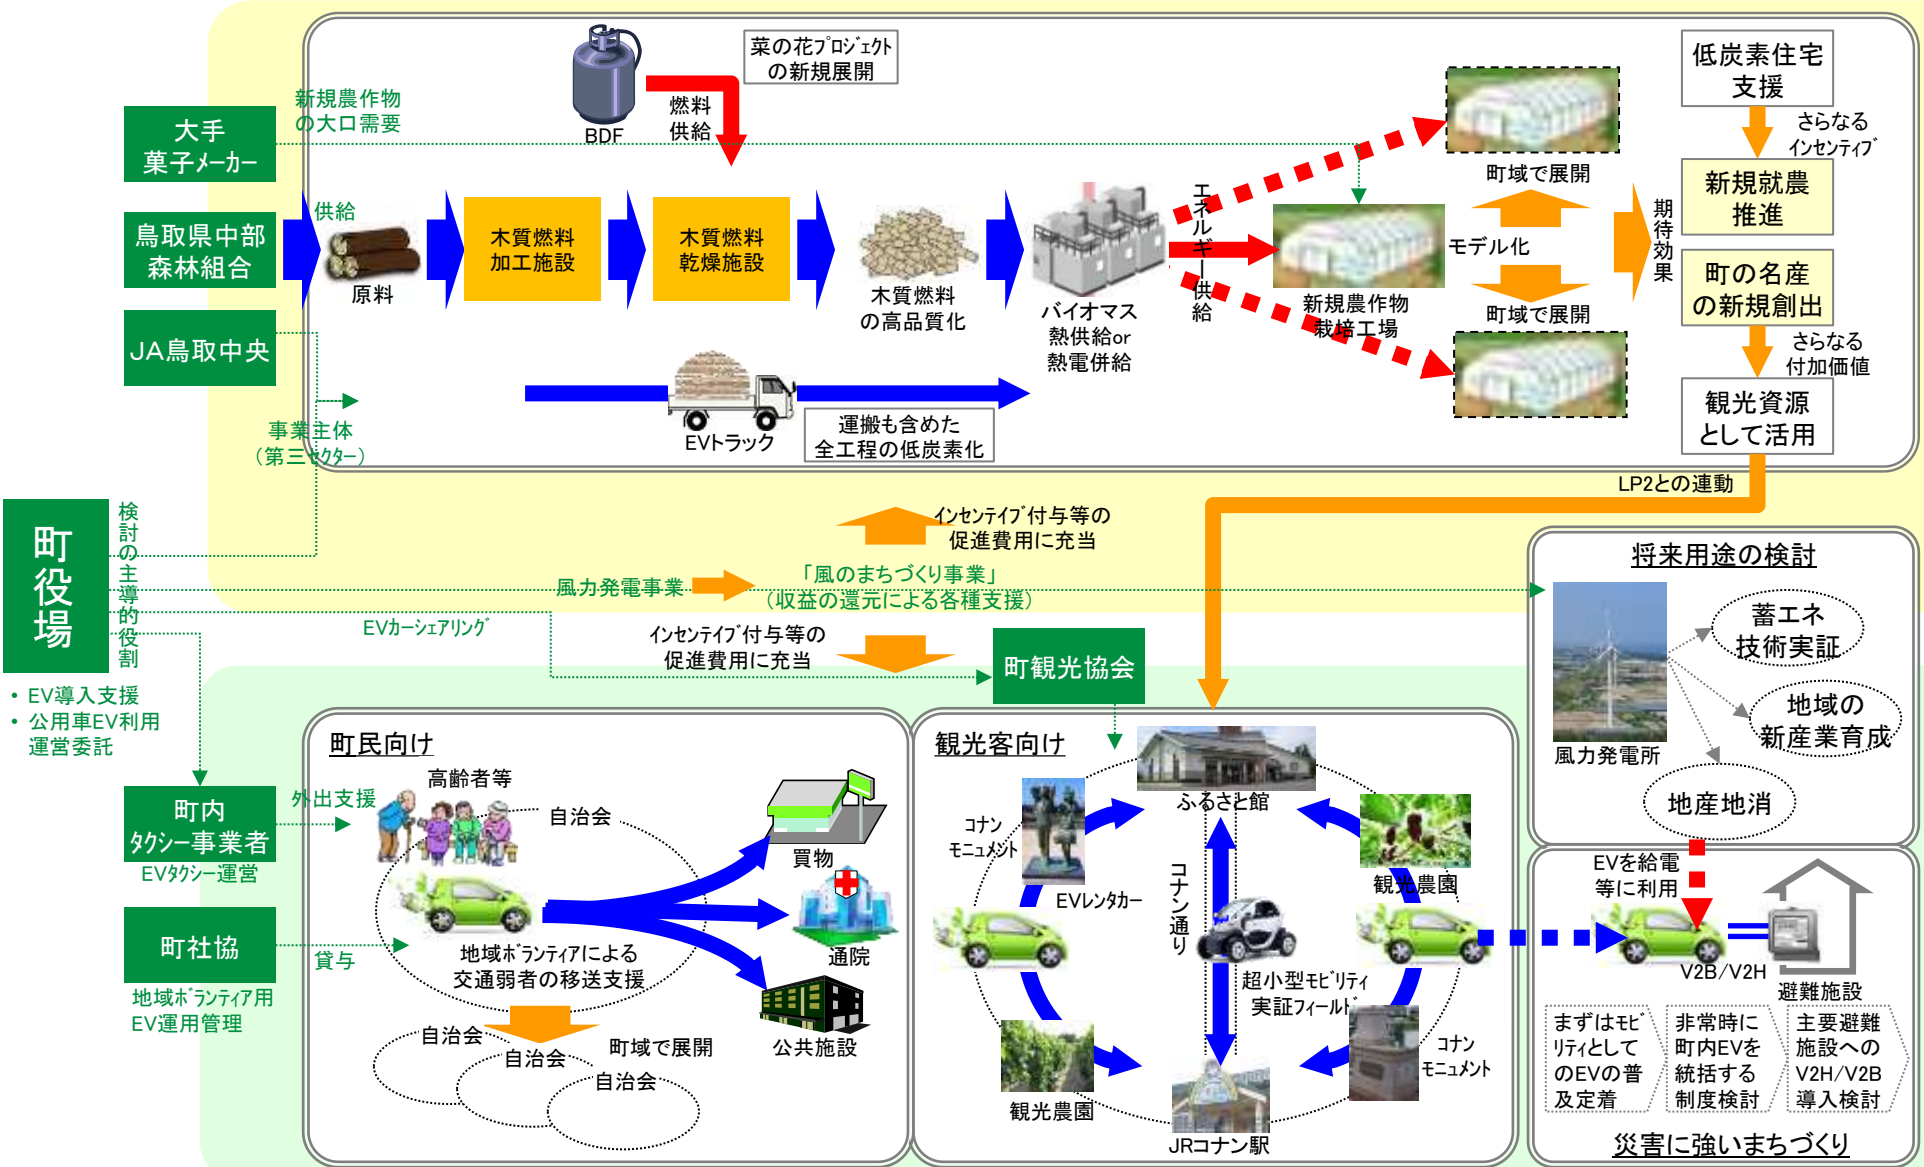 菜の花プロジェクト
の新規展開
BDF
燃料
供給
新規農作物
の大口需要
大手
菓子メーカー
鳥取県中部
森林組合
JA鳥取中央
供給
原料
木質燃料
加工施設
木質燃料
乾燥施設
木質燃料
の高品質化
バイオマス
熱供給or
熱電併給
エネルギー供給
新規農作物
栽培工場
町域で展開
モデル化
町域で展開
期待効果
低炭素住宅
支援
さらなる
インセンティブ
新規就農
推進
町の名産
の新規創出
さらなる
付加価値
観光資源
として活用
EVトラック
運搬も含めた
全工程の低炭素化
事業主体
（第三セクター）
LP2との連動
町役場
検討の主導的役割
インセンテイブ付与等の
促進費用に充当
風力発電事業
「風のまちづくり事業」
（収益の還元による各種支援）
EVカーシェアリング
インセンテイブ付与等の
促進費用に充当
町観光協会
• EV導入支援
• 公用車EV利用
運営委託
町内
タクシー事業者
EVタクシー運営
外出支援
町社協
貸与
地域ボランティア用
EV運用管理
町民向け
高齢者等
自治会
買物
通院
公共施設
地域ボランティアによる
交通弱者の移送支援
自治会
自治会
自治会
町域で展開
観光客向け
ふるさと館
コナン
モニュメント
EVレンタカー
コナン通り
観光農園
超小型モビリティ
実証フィールド
観光農園
コナン
モニュメント
JRコナン駅
将来用途の検討
風力発電所
蓄エネ
技術実証
地域の
新産業育成
地産地消
EVを給電
等に利用
V2B/V2H
避難施設
まずはモビ
リティとして
のEVの普
及定着
非常時に
町内EVを
統括する
制度検討
主要避難
施設への
V2H/V2B
導入検討
災害に強いまちづくり